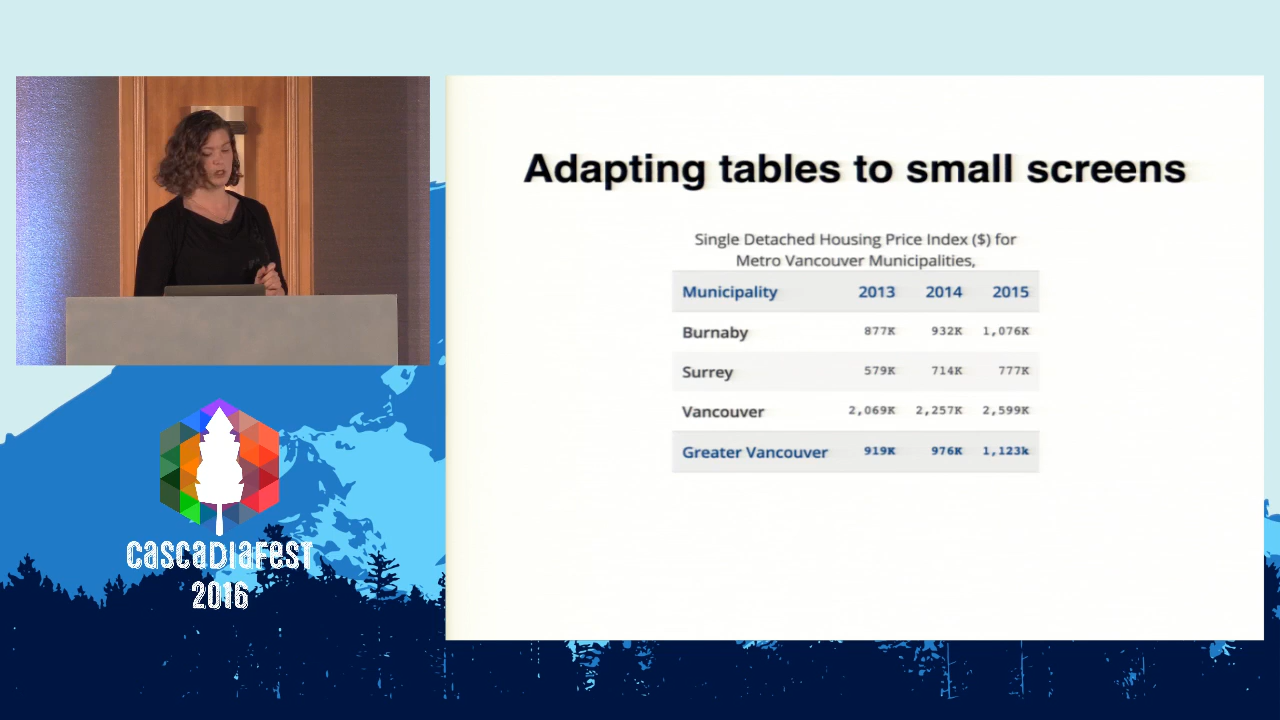 Adapting tables to small screens
Single Detached Housing Price Index ($) for
Metro Vancouver Municipalities,
Municipality 2013 2014 2015
Burnaby 877K 932K 1,076K
Surrey 579K 714K 777K
Vancouver 2,069K 2,257K 2,599K
Greater Vancouver 919K 976K 1,123k
CascadiaFest
2016